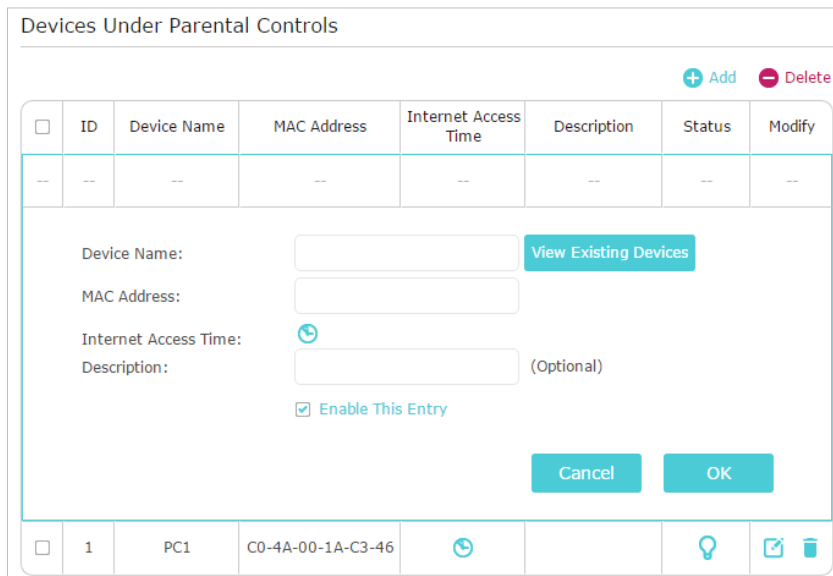 Devices Under Parental Controls
Add Delete
ID Device Name MAC Address Internet Access Time Description Status Modify
-- -- -- -- -- -- -- --
Device Name: View Existing Devices
MAC Address:
Internet Access Time:
Description: (Optional)
Enable This Entry
Cancel OK
1 PC1 C0-4A-00-1A-C3-46